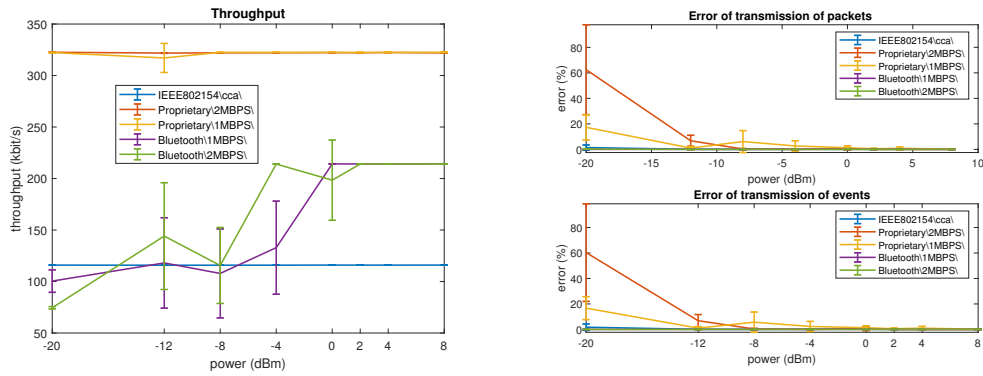 Throughput
350
300
250
200
150
100
50
throughput (kbit/s)
IEEE802154\cca\
Proprietary\2MBPS\
Proprietary\1MBPS\
Bluetooth\1MBPS\
Bluetooth\2MBPS\
-20 -12 -8 -4 0 2 4 8
power (dBm)
Error of transmission of packets
80
60
40
20
0
error (%)
IEEE802154\cca\
Proprietary\2MBPS\
Proprietary\1MBPS\
Bluetooth\1MBPS\
Bluetooth\2MBPS\
-20 -15 -10 -5 0 5 10
power (dBm)
Error of transmission of events
80
60
40
20
0
error (%)
IEEE802154\cca\
Proprietary\2MBPS\
Proprietary\1MBPS\
Bluetooth\1MBPS\
Bluetooth\2MBPS\
-20 -12 -8 -4 0 2 4 8
power (dBm)